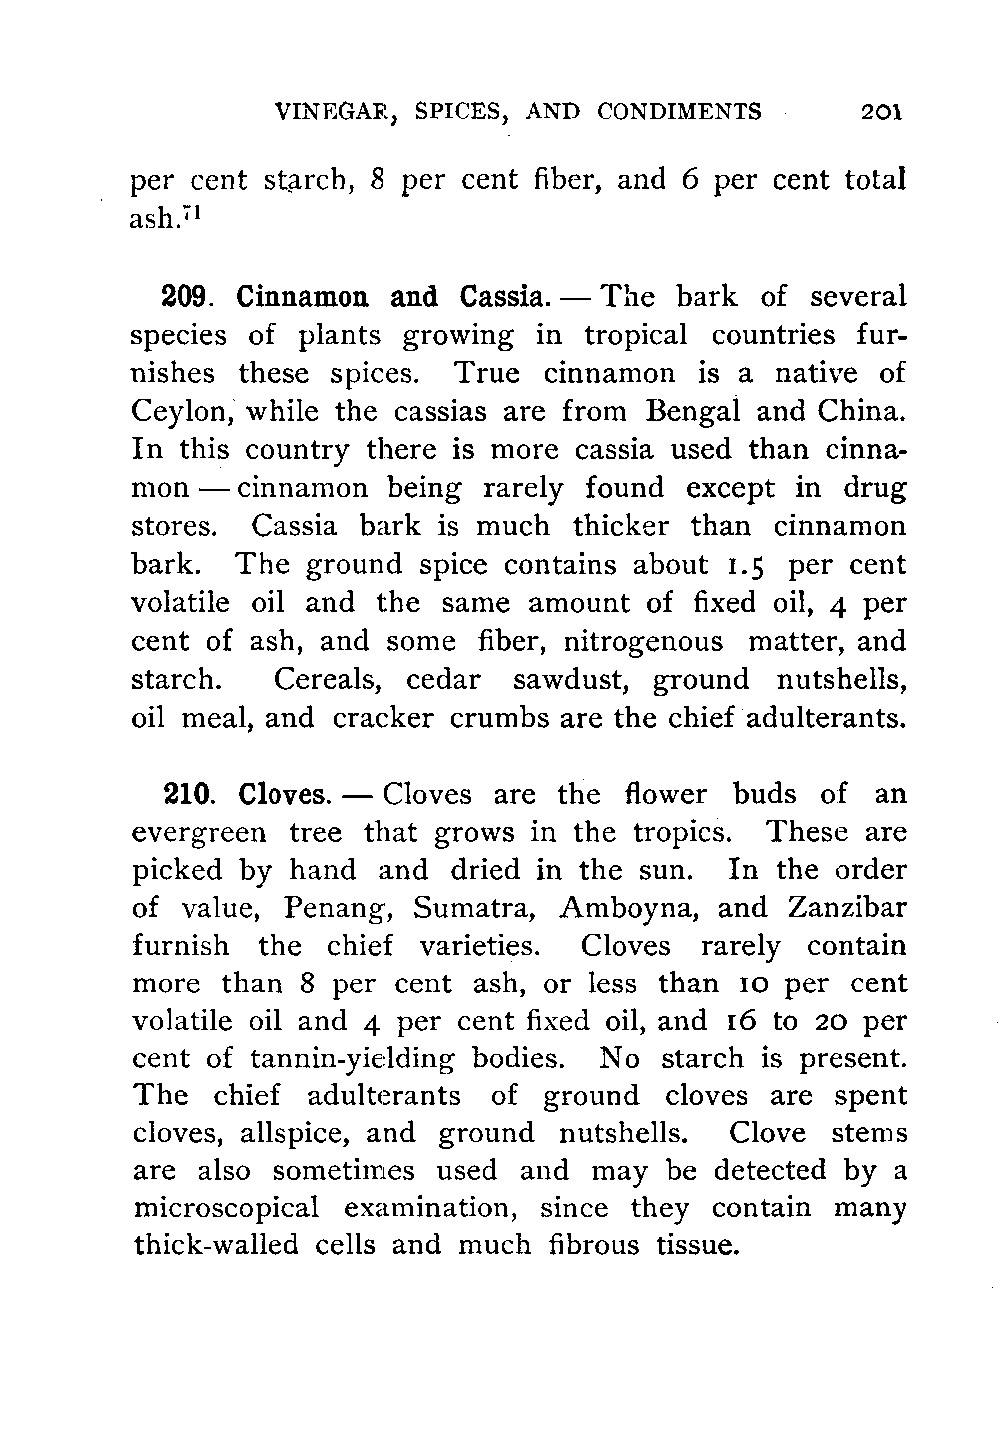 VINEGAR, SPICES, AND CONDIMENTS 201
per cent starch, 8 per cent fiber, and 6 per cent total
ash.71
209. Cinnamon and Cassia. — The bark of several
species of plants growing in tropical countries fur-
nishes these spices. True cinnamon is a native of
Ceylon, while the cassias are from Bengal and China.
In this country there is more cassia used than cinna-
mon — cinnamon being rarely found except in drug
stores. Cassia bark is much thicker than cinnamon
bark. The ground spice contains about 1.5 per cent
volatile oil and the same amount of fixed oil, 4 per
cent of ash, and some fiber, nitrogenous matter, and
starch. Cereals, cedar sawdust, ground nutshells,
oil meal, and cracker crumbs are the chief adulterants.
210. Cloves. — Cloves are the flower buds of an
evergreen tree that grows in the tropics. These are
picked by hand and dried in the sun. In the order
of value, Penang, Sumatra, Amboyna, and Zanzibar
furnish the chief varieties. Cloves rarely contain
more than 8 per cent ash, or less than 10 per cent
volatile oil and 4 per cent fixed oil, and 16 to 20 per
cent of tannin-yielding bodies. No starch is present.
The chief adulterants of ground cloves are spent
cloves, allspice, and ground nutshells. Clove stems
are also sometimes used and may be detected by a
microscopical examination, since they contain many
thick-walled cells and much fibrous tissue.